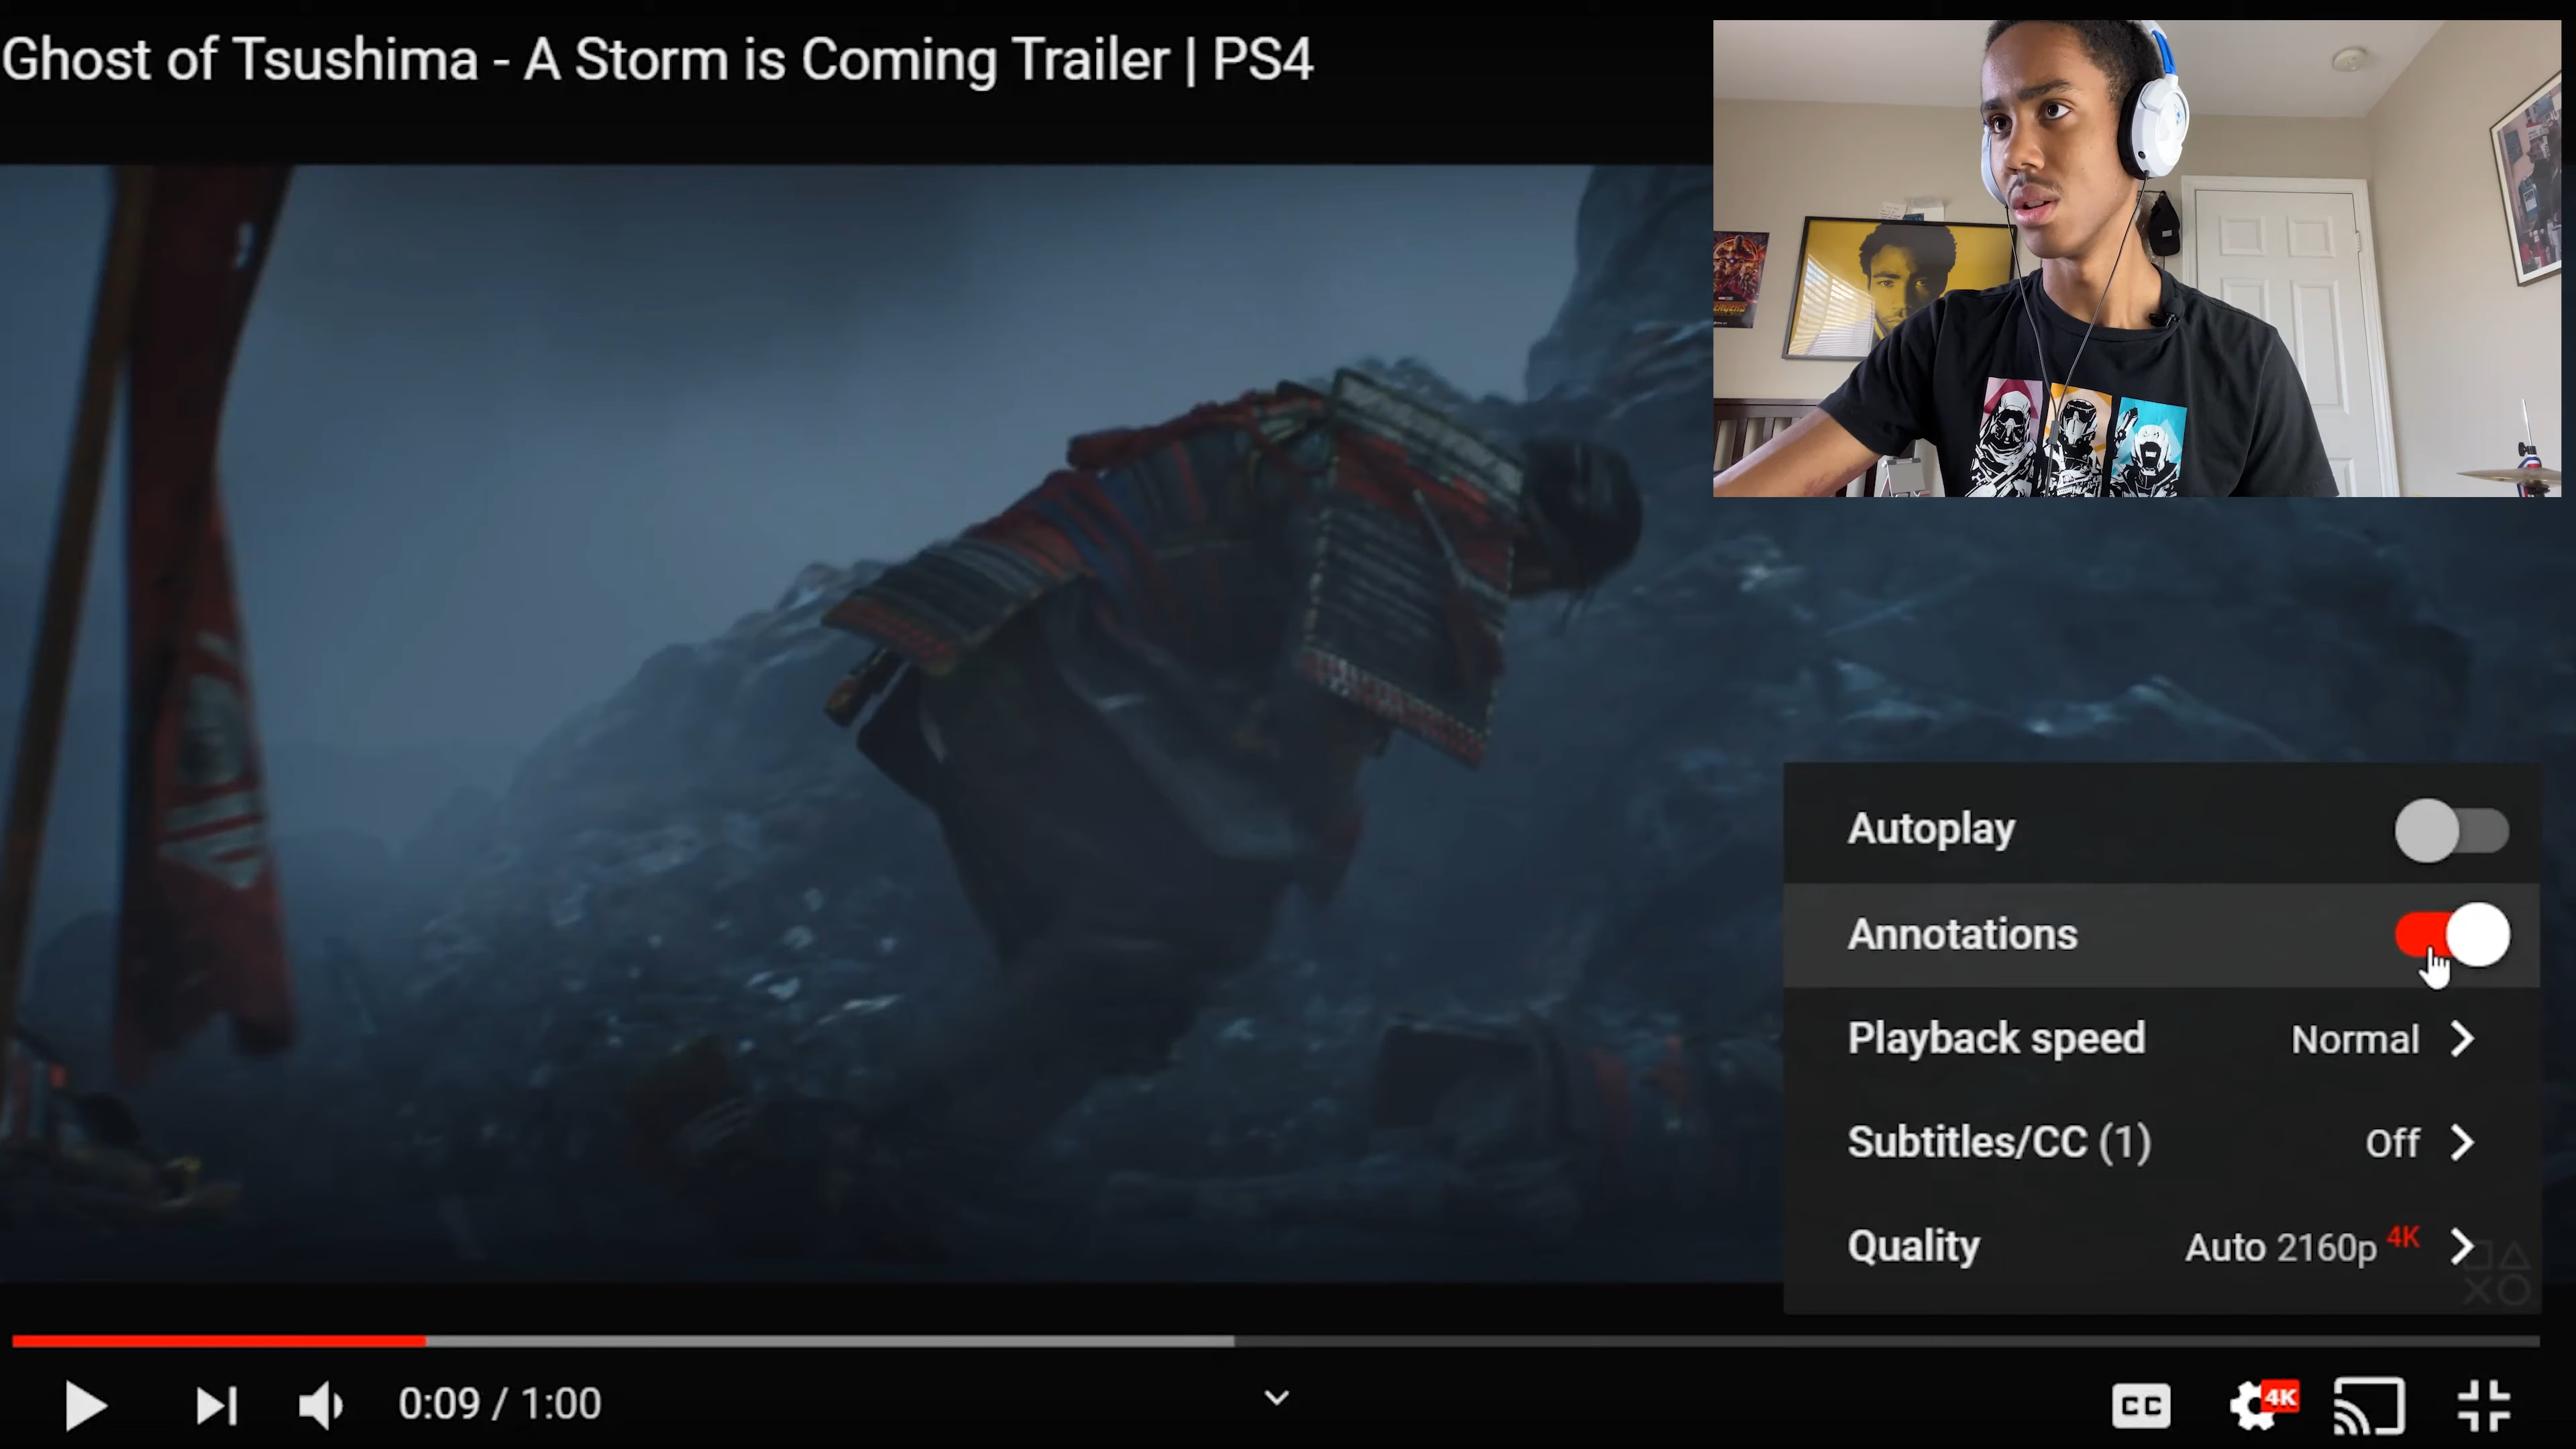 Ghost of Tsushima - A Storm is Coming Trailer | PS4
Autoplay
Annotations
Playback speed Normal
Subtitles/CC (1) Off
Quality Auto 2160p 4K
0:09 / 1:00
CC
4K